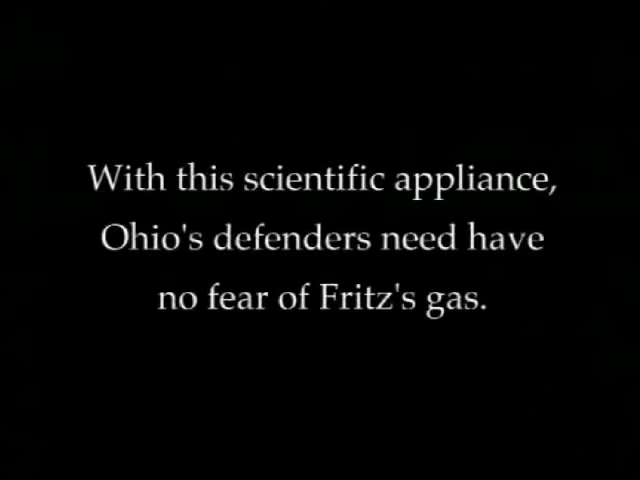 With this scientific appliance,
Ohio's defenders need have
no fear of Fritz's gas.